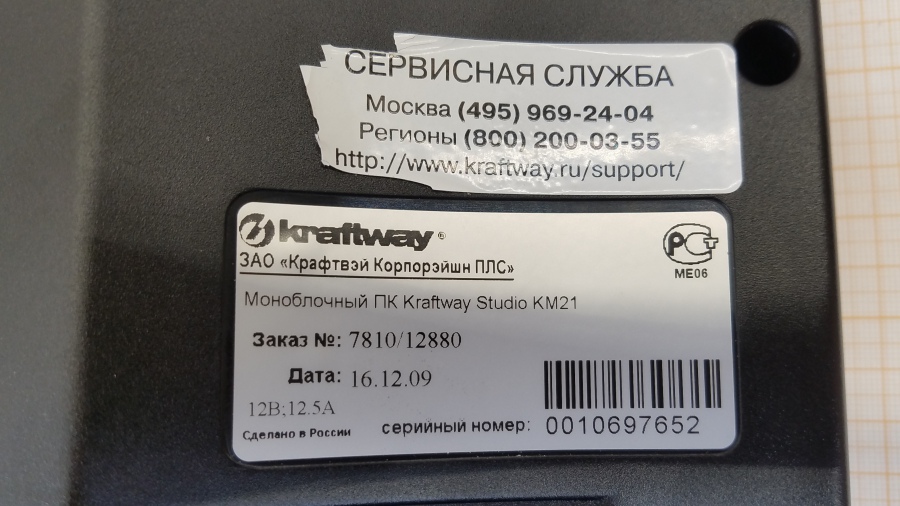 СЕРВИСНАЯ СЛУЖБА
Москва (495) 969-24-04
Регионы (800) 200-03-55
http://www.kraftway.ru/support/
kraftway®
ЗАО «Крафтвэй Корпорэйшн ПЛС»
РСТ
МЕ06
Моноблочный ПК Kraftway Studio KM21
Заказ №: 7810/12880
Дата: 16.12.09
12В;12.5А
Сделано в России
серийный номер: 0010697652